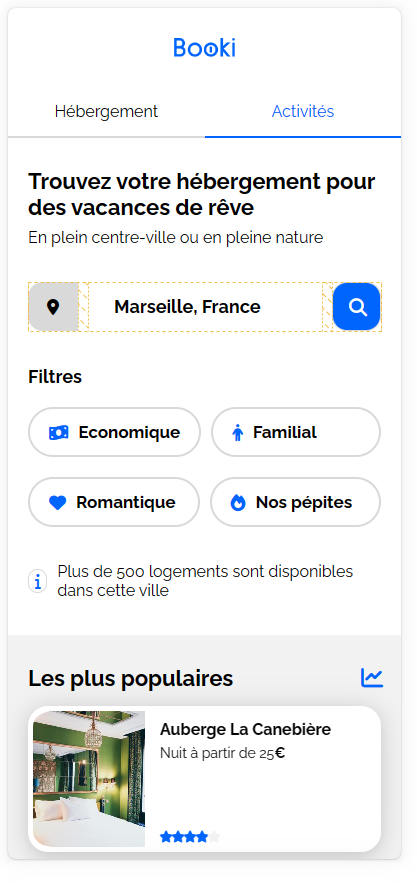 Booki
Hébergement
Activités
Trouvez votre hébergement pour
des vacances de rêve
En plein centre-ville ou en pleine nature
Marseille, France
Filtres
Economique
Familial
Romantique
Nos pépites
Plus de 500 logements sont disponibles
dans cette ville
Les plus populaires
Auberge La Canebière
Nuit à partir de 25€